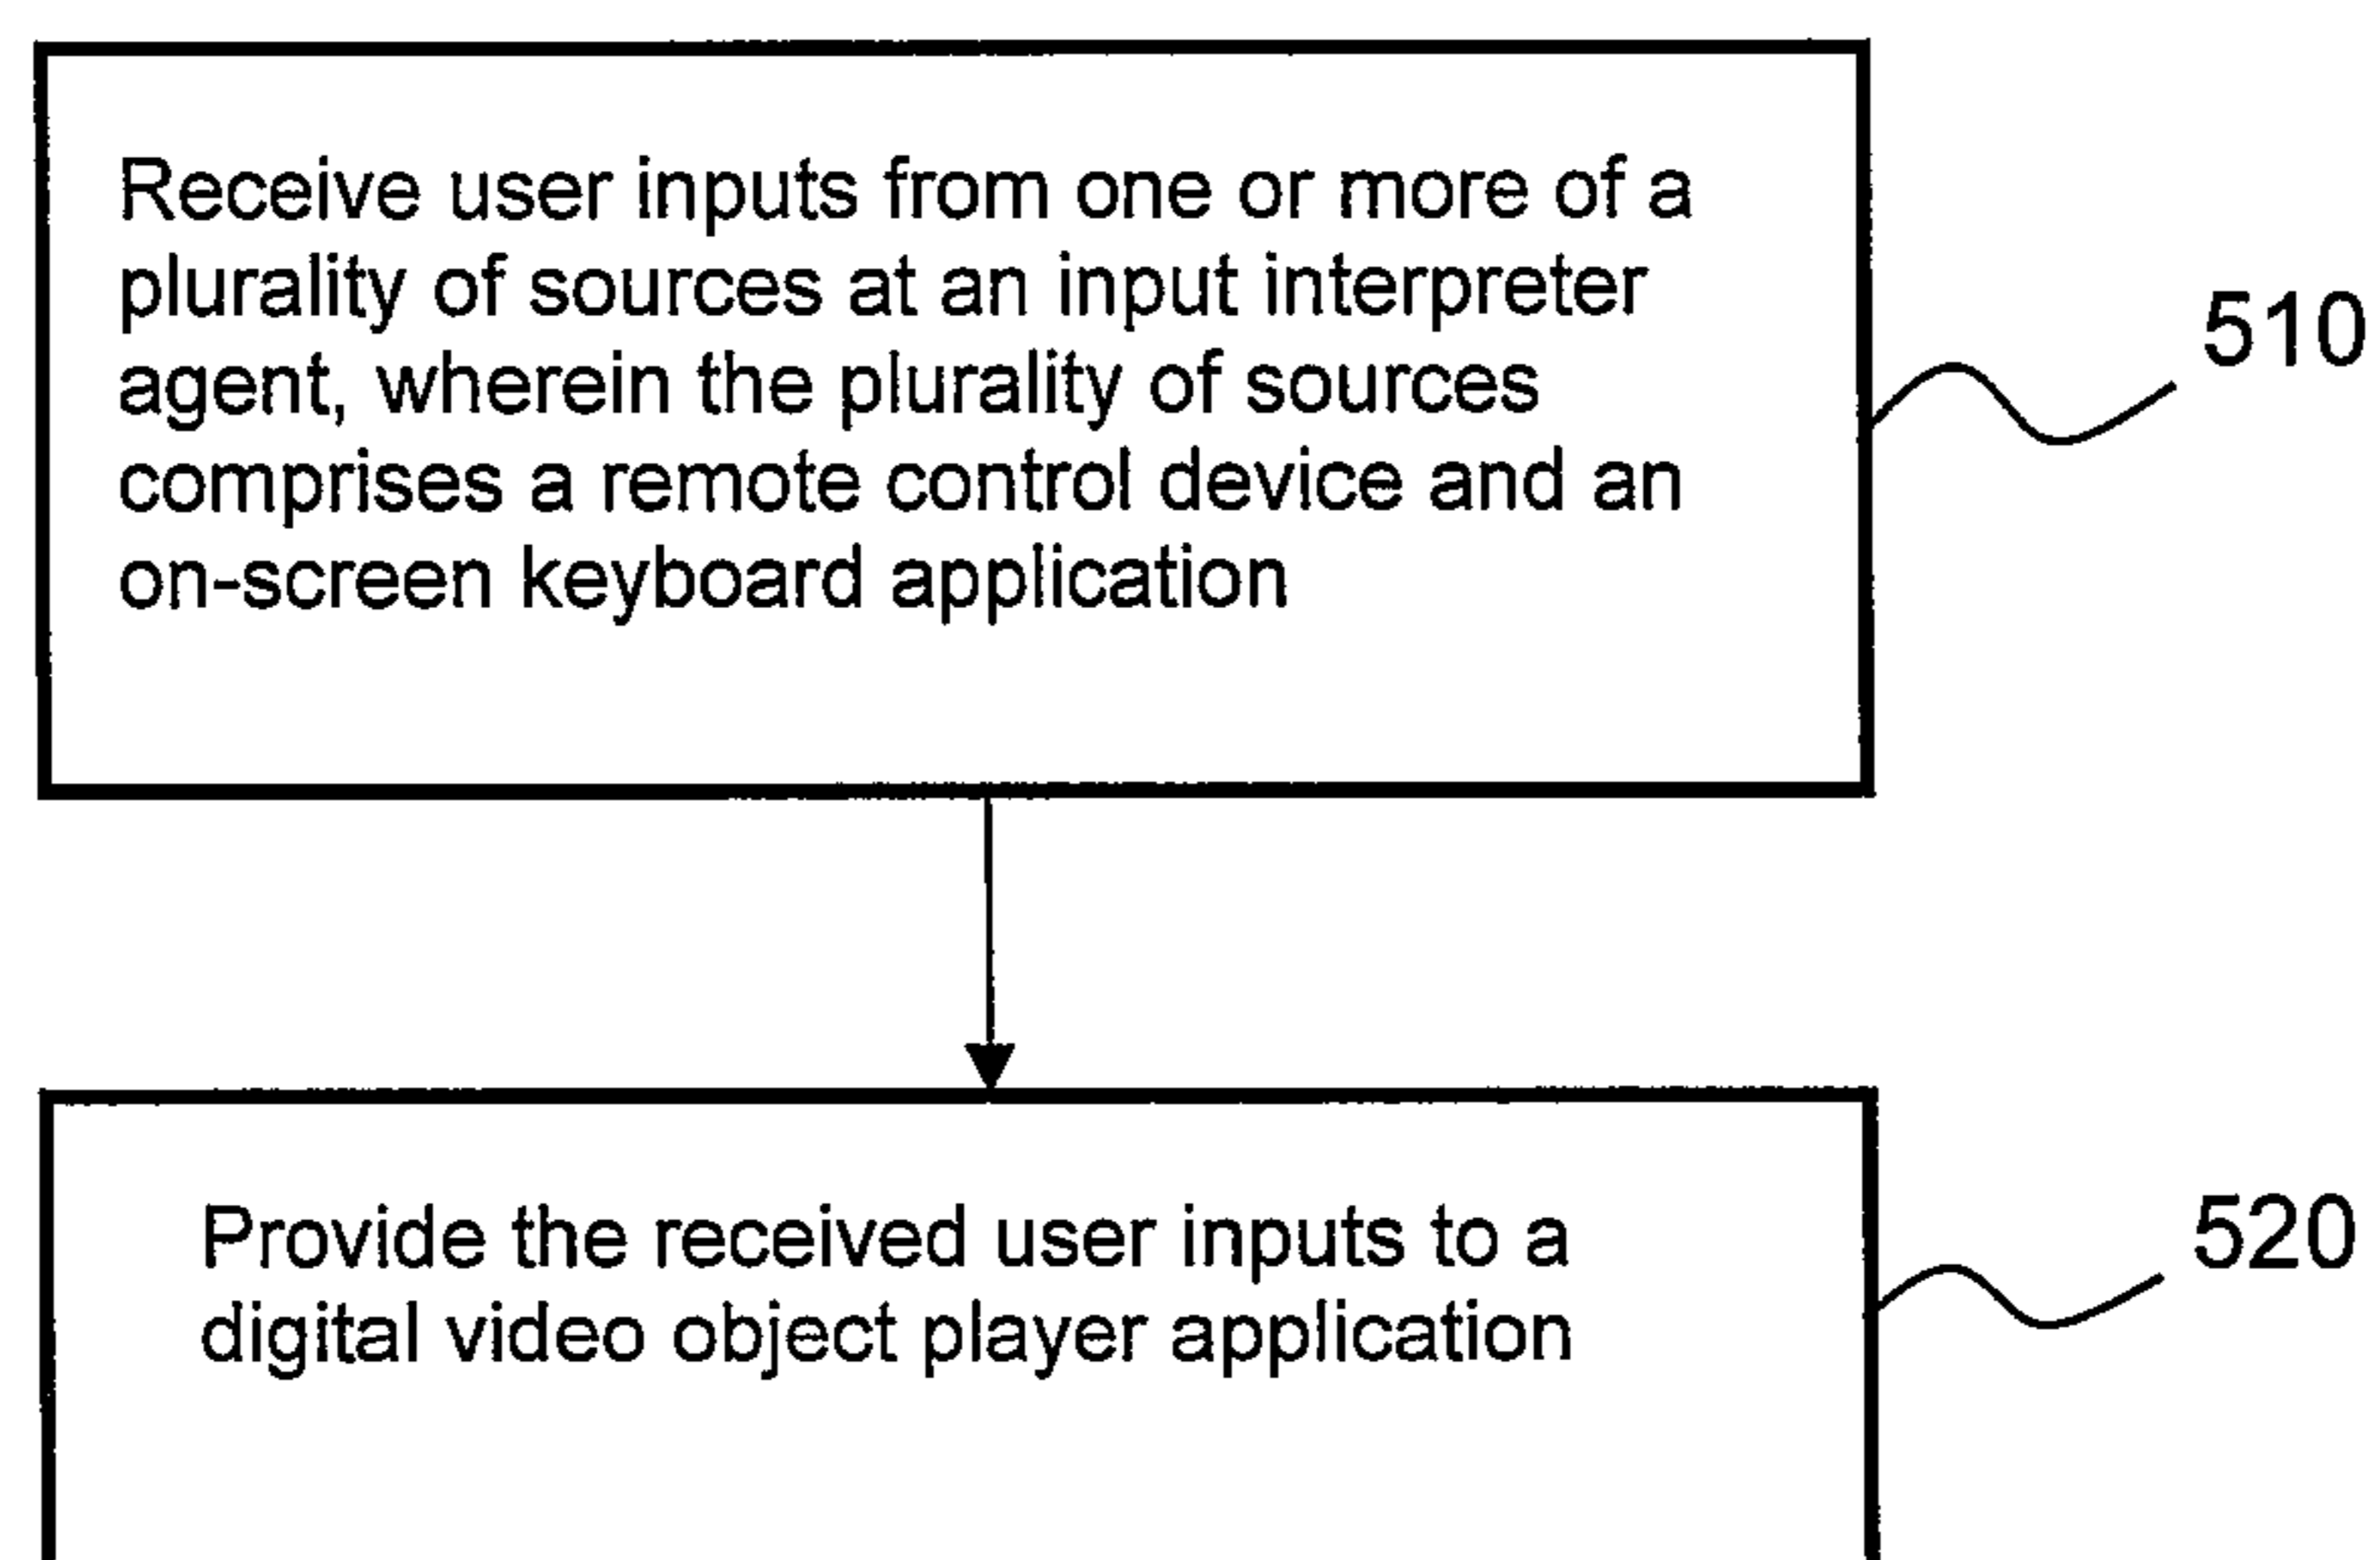 Receive user inputs from one or more of a
plurality of sources at an input interpreter
agent, wherein the plurality of sources
comprises a remote control device and an
on-screen keyboard application
510
Provide the received user inputs to a
digital video object player application
520